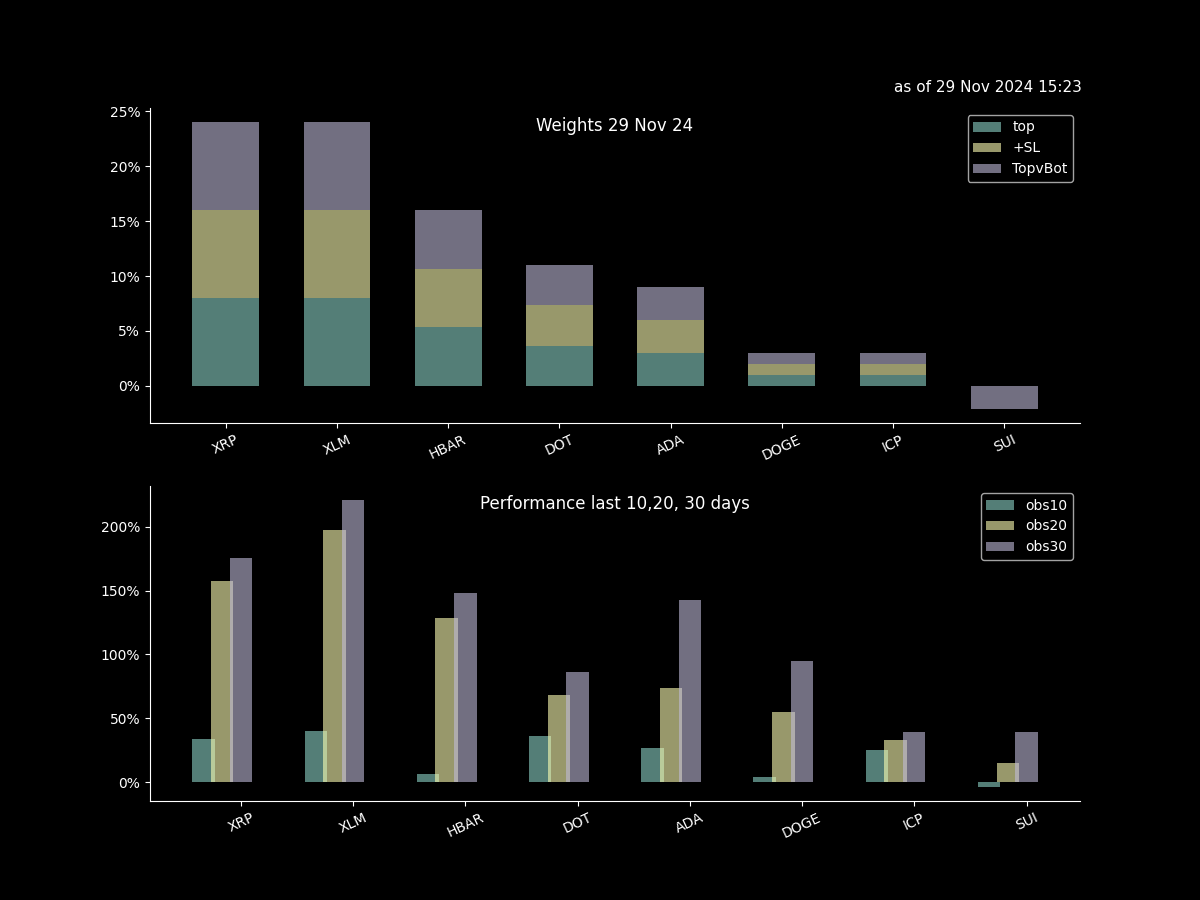 as of 29 Nov 2024 15:23
Weights 29 Nov 24
top
+SL
TopvBot
25%
20%
15%
10%
5%
0%
XRP XLM HBAR DOT ADA DOGE ICP SUI
Performance last 10,20, 30 days
obs10
obs20
obs30
200%
150%
100%
50%
0%
XRP XLM HBAR DOT ADA DOGE ICP SUI